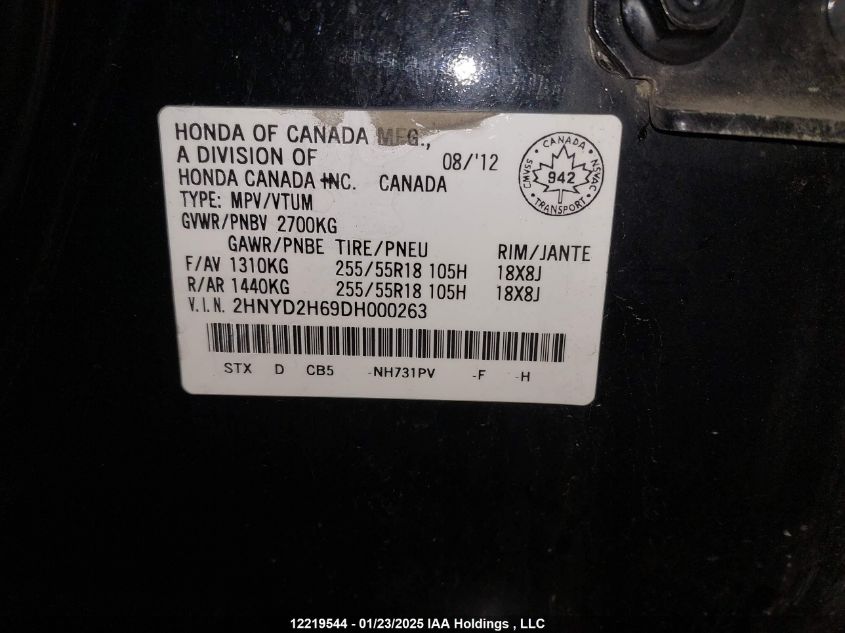 HONDA OF CANADA MFG.,
A DIVISION OF 08/'12
HONDA CANADA INC. CANADA
TYPE: MPV/VTUM
GVWR/PNBV 2700KG
GAWR/PNBE TIRE/PNEU RIM/JANTE
F/AV 1310KG 255/55R18 105H 18X8J
R/AR 1440KG 255/55R18 105H 18X8J
V.I.N. 2HNYD2H69DH000263
STX D CB5 -NH731PV -F -H
CANADA
CMVSS 942 NSVAC
TRANSPORT
12219544 - 01/23/2025 IAA Holdings , LLC